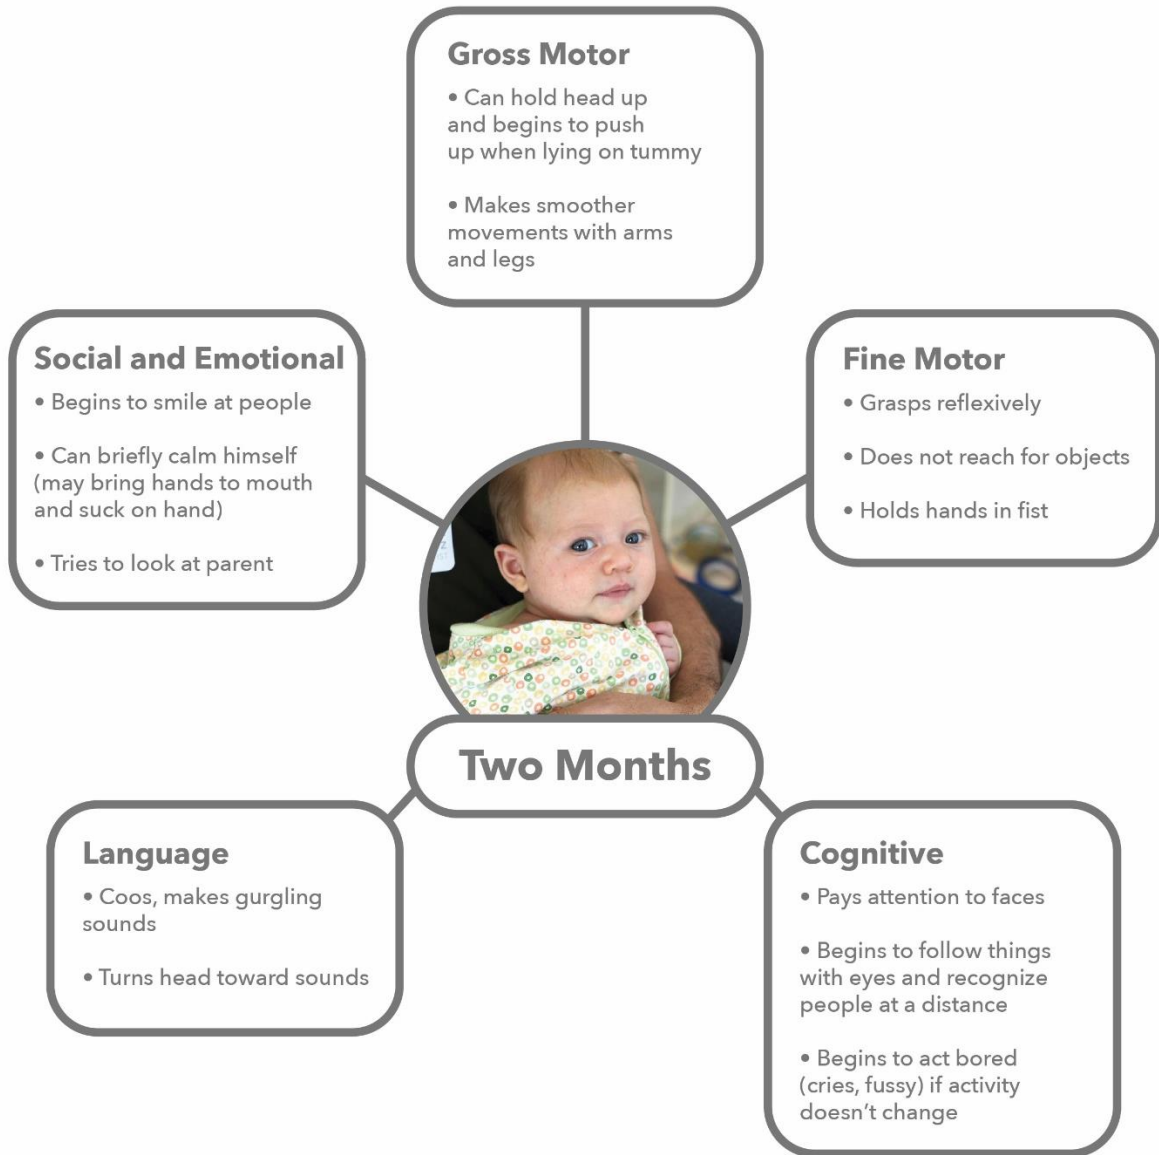 Gross Motor
• Can hold head up
and begins to push
up when lying on tummy
• Makes smoother
movements with arms
and legs
Social and Emotional
• Begins to smile at people
• Can briefly calm himself
(may bring hands to mouth
and suck on hand)
• Tries to look at parent
Fine Motor
• Grasps reflexively
• Does not reach for objects
• Holds hands in fist
Two Months
Language
• Coos, makes gurgling
sounds
• Turns head toward sounds
Cognitive
• Pays attention to faces
• Begins to follow things
with eyes and recognize
people at a distance
• Begins to act bored
(cries, fussy) if activity
doesn't change